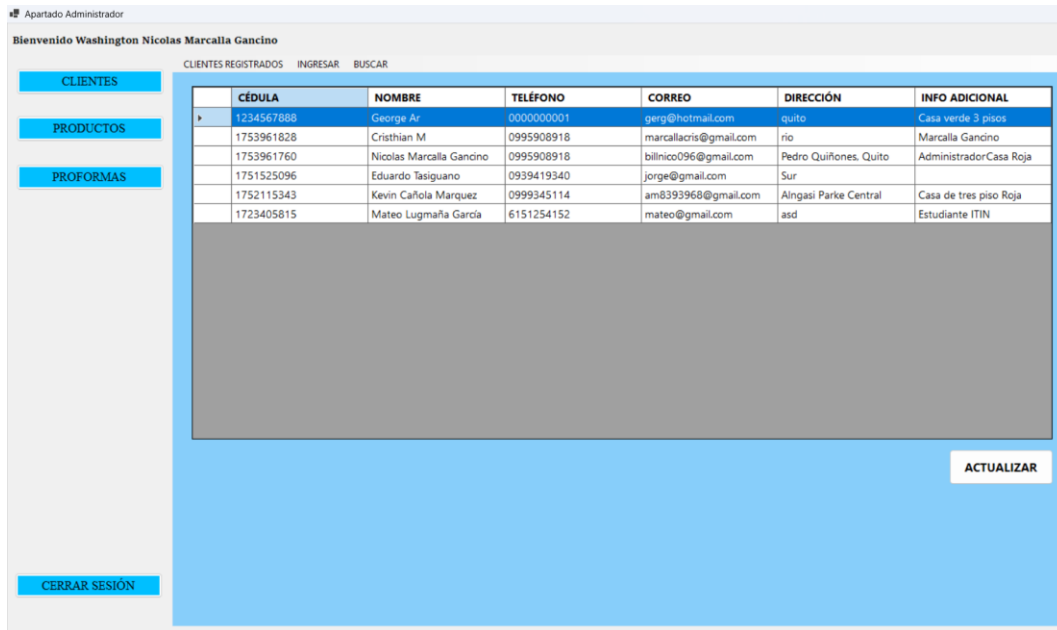 Apartado Administrador
Bienvenido Washington Nicolas Marcalla Gancino
CLIENTES REGISTRADOS INGRESAR BUSCAR
CLIENTES
PRODUCTOS
PROFORMAS
CERRAR SESIÓN
CÉDULA NOMBRE TELÉFONO CORREO DIRECCIÓN INFO ADICIONAL
1234567888 George Ar 0000000001 gerg@hotmail.com quito Casa verde 3 pisos
1753961828 Cristhian M 0995908918 marcallacris@gmail.com rio Marcalla Gancino
1753961760 Nicolas Marcalla Gancino 0995908918 billnico096@gmail.com Pedro Quiñones, Quito AdministradorCasa Roja
1751525096 Eduardo Tasiguano 0939419340 jorge@gmail.com Sur
1752115343 Kevin Cañola Marquez 0999345114 am8393968@gmail.com Alngasi Parke Central Casa de tres piso Roja
1723405815 Mateo Lugmaña García 6151254152 mateo@gmail.com asd Estudiante ITIN
ACTUALIZAR